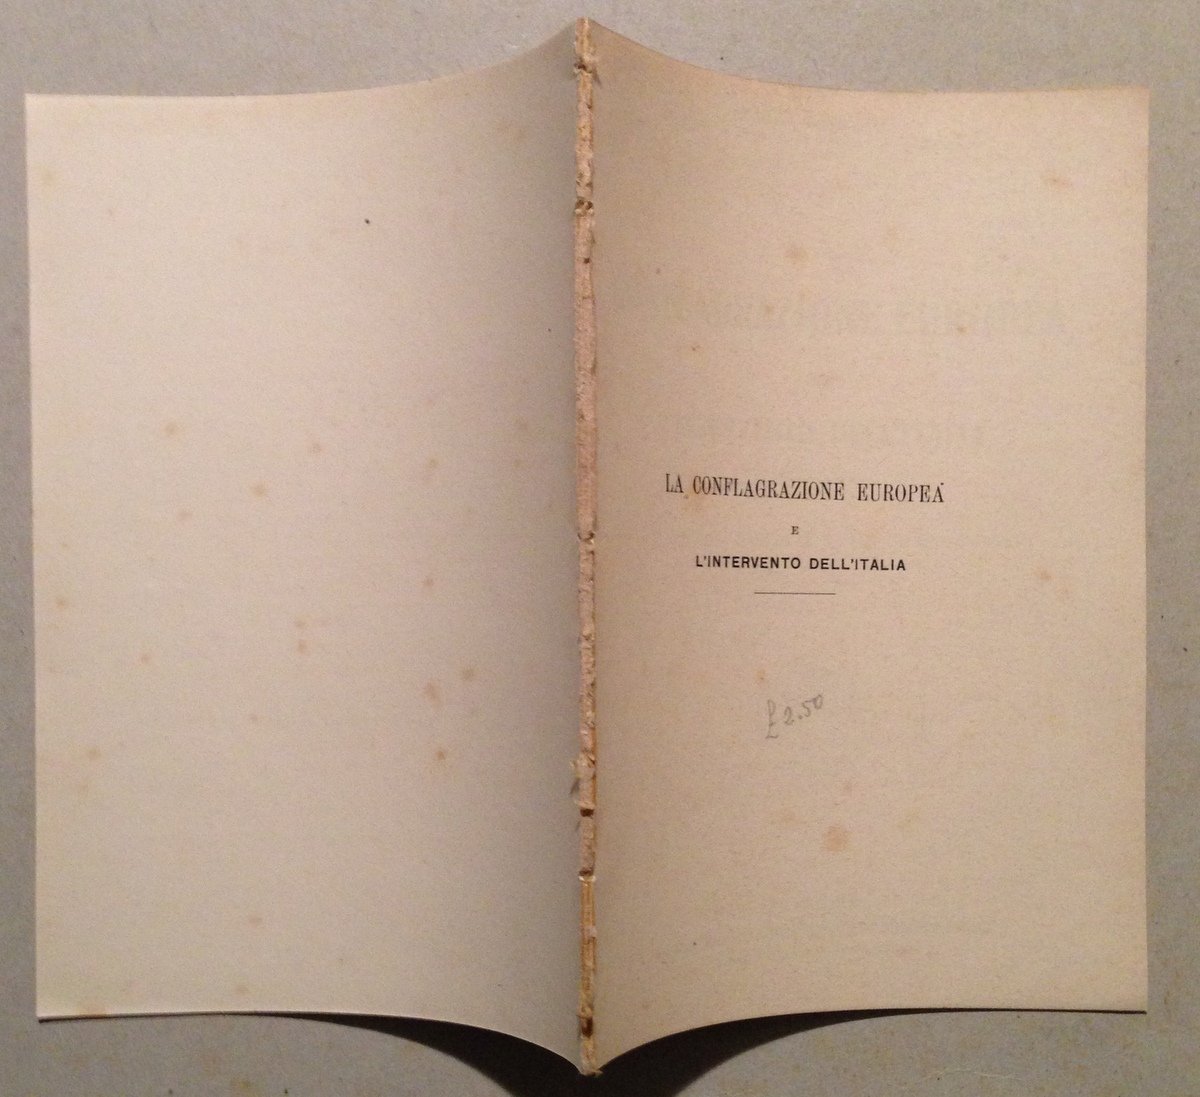 LA CONFLAGRAZIONE EUROPEA
E
L'INTERVENTO DELL'ITALIA
£ 2.50